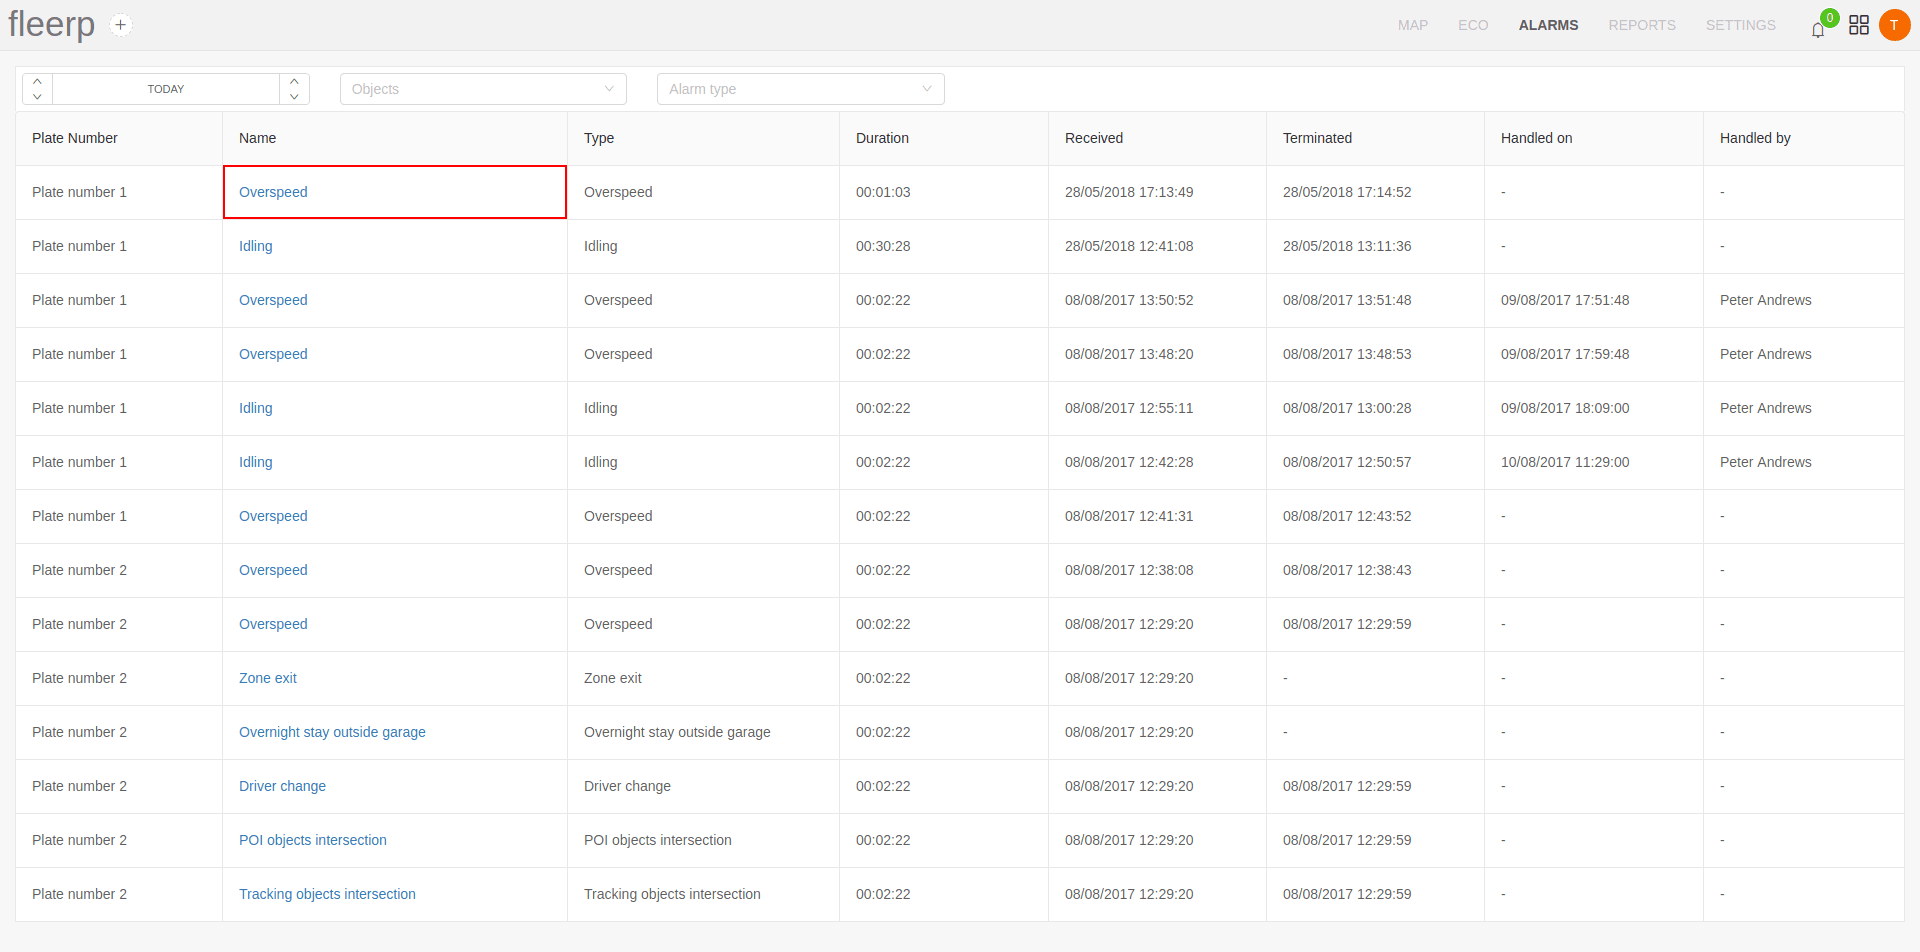 fleerp + MAP ECO ALARMS REPORTS SETTINGS 0 T
TODAY Objects Alarm type
Plate Number Name Type Duration Received Terminated Handled on Handled by
Plate number 1 Overspeed Overspeed 00:01:03 28/05/2018 17:13:49 28/05/2018 17:14:52 - -
Plate number 1 Idling Idling 00:30:28 28/05/2018 12:41:08 28/05/2018 13:11:36 - -
Plate number 1 Overspeed Overspeed 00:02:22 08/08/2017 13:50:52 08/08/2017 13:51:48 09/08/2017 17:51:48 Peter Andrews
Plate number 1 Overspeed Overspeed 00:02:22 08/08/2017 13:48:20 08/08/2017 13:48:53 09/08/2017 17:59:48 Peter Andrews
Plate number 1 Idling Idling 00:02:22 08/08/2017 12:55:11 08/08/2017 13:00:28 09/08/2017 18:09:00 Peter Andrews
Plate number 1 Idling Idling 00:02:22 08/08/2017 12:42:28 08/08/2017 12:50:57 10/08/2017 11:29:00 Peter Andrews
Plate number 1 Overspeed Overspeed 00:02:22 08/08/2017 12:41:31 08/08/2017 12:43:52 - -
Plate number 2 Overspeed Overspeed 00:02:22 08/08/2017 12:38:08 08/08/2017 12:38:43 - -
Plate number 2 Overspeed Overspeed 00:02:22 08/08/2017 12:29:20 08/08/2017 12:29:59 - -
Plate number 2 Zone exit Zone exit 00:02:22 08/08/2017 12:29:20 - - -
Plate number 2 Overnight stay outside garage Overnight stay outside garage 00:02:22 08/08/2017 12:29:20 - - -
Plate number 2 Driver change Driver change 00:02:22 08/08/2017 12:29:20 08/08/2017 12:29:59 - -
Plate number 2 POI objects intersection POI objects intersection 00:02:22 08/08/2017 12:29:20 08/08/2017 12:29:59 - -
Plate number 2 Tracking objects intersection Tracking objects intersection 00:02:22 08/08/2017 12:29:20 08/08/2017 12:29:59 - -